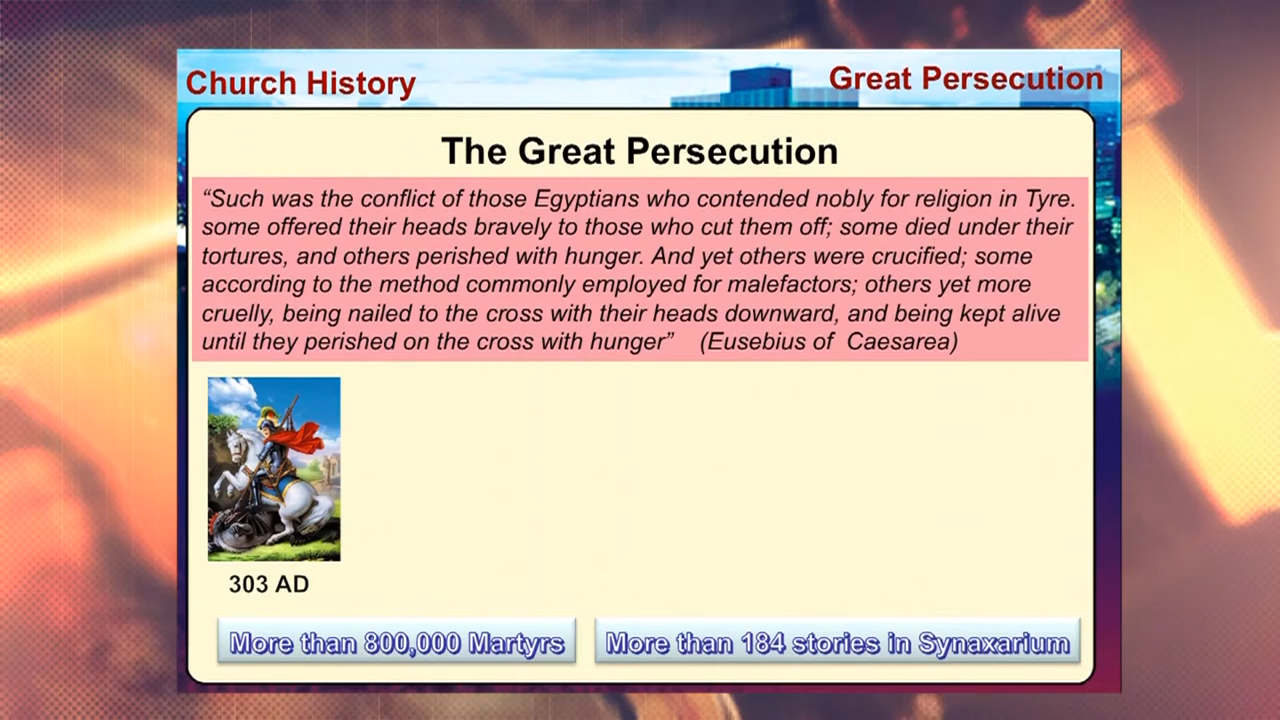 Church History
Great Persecution
The Great Persecution
“Such was the conflict of those Egyptians who contended nobly for religion in Tyre.
some offered their heads bravely to those who cut them off; some died under their
tortures, and others perished with hunger. And yet others were crucified; some
according to the method commonly employed for malefactors; others yet more
cruelly, being nailed to the cross with their heads downward, and being kept alive
until they perished on the cross with hunger” (Eusebius of Caesarea)
303 AD
More than 800,000 Martyrs
More than 184 stories in Synaxarium